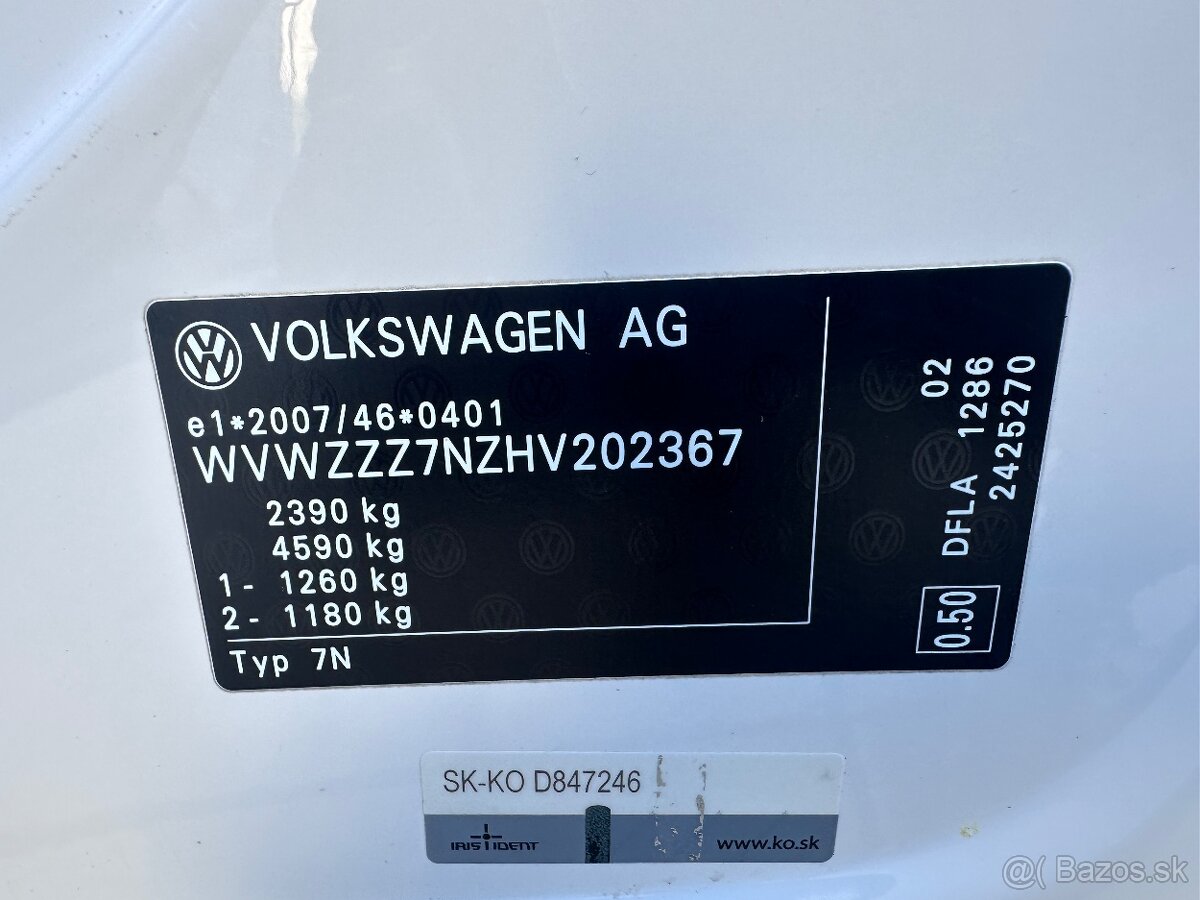 VOLKSWAGEN AG
e1*2007/46*0401
WVWZZZ7NZHV202367
2390 kg
4590 kg
1- 1260 kg
2- 1180 kg
Typ 7N
02
DFLA 1286
2425270
0.50
SK-KO D847246
IRIS IDENT
www.ko.sk
@( Bazos.sk